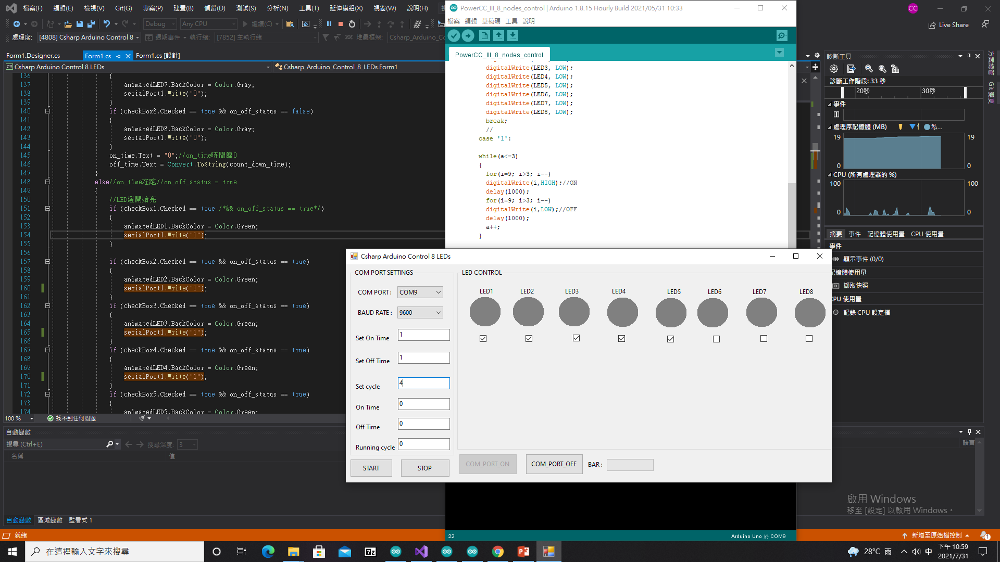 檔案(F) 編輯(E) 檢視(V) Git(G) 專案(P) 建置(B) 偵錯(D) 測試(S) 分析(N) 工具(T) 延伸模組(X) 視窗(W) 說明(H)
Debug Any CPU 繼續(C)
處理序: [4808] Csharp Arduino Control 8 週期事件 執行緒: [7852] 主執行緒 堆疊框架: Csharp_Arduino_Co
Form1.Designer.cs Form1.cs Form1.cs [設計]
Csharp Arduino Control 8 LEDs Csharp_Arduino_Control_8_LEDs.Form1
136 {
137 animatedLED7.BackColor = Color.Gray;
138 serialPort1.Write("0");
139 }
140 if (checkBox8.Checked == true && on_off_status == false)
141 {
142 animatedLED8.BackColor = Color.Gray;
143 serialPort1.Write("0");
144 }
145 on_time.Text = "0";//on_time時間歸0
146 off_time.Text = Convert.ToString(count_down_time);
147 }
148 else//on_time在跑//on_off_status = true
149 {
150 //LED燈開始亮
151 if (checkBox1.Checked == true /*&& on_off_status == true*/)
152 {
153 animatedLED1.BackColor = Color.Green;
154 serialPort1.Write("1");
155 }
156
157 if (checkBox2.Checked == true && on_off_status == true)
158 {
159 animatedLED2.BackColor = Color.Green;
160 serialPort1.Write("1");
161 }
162 if (checkBox3.Checked == true && on_off_status == true)
163 {
164 animatedLED3.BackColor = Color.Green;
165 serialPort1.Write("1");
166 }
167 if (checkBox4.Checked == true && on_off_status == true)
168 {
169 animatedLED4.BackColor = Color.Green;
170 serialPort1.Write("1");
171 }
172 if (checkBox5.Checked == true && on_off_status == true)
173 {
174 animatedLED5.BackColor = Color.Green;
100 % 找不到任何問題
自動變數
搜尋 (Ctrl+E) 搜尋深度: 3
名稱 值
自動變數 區域變數 監看式 1
就緒
PowerCC_III_8_nodes_control | Arduino 1.8.15 Hourly Build 2021/05/31 10:33
檔案 編輯 草稿碼 工具 說明
PowerCC_III_8_nodes_control
digitalWrite(LED3, LOW);
digitalWrite(LED4, LOW);
digitalWrite(LED5, LOW);
digitalWrite(LED6, LOW);
digitalWrite(LED7, LOW);
digitalWrite(LED8, LOW);
break;
//
case '1':
while(a<=3)
{
for(i=9; i>3; i--)
digitalWrite(i,HIGH);//ON
delay(1000);
for(i=9; i>3; i--)
digitalWrite(i,LOW);//OFF
delay(1000);
a++;
}
22 Arduino Uno 於 COM9
Csharp Arduino Control 8 LEDs
COM PORT SETTINGS
COM PORT : COM9
BAUD RATE : 9600
Set On Time 1
Set Off Time 1
Set cycle 4
On Time 0
Off Time 0
Running cycle 0
START STOP
LED CONTROL
LED1 LED2 LED3 LED4 LED5 LED6 LED7 LED8
COM_PORT_ON COM_PORT_OFF BAR :
CC
Live Share
診斷工具
診斷工作階段: 33 秒
20秒 30秒
事件
處理序記憶體 (MB) 私...
19 19
0 0
CPU (所有處理器的 %)
100 100
0 0
摘要 事件 記憶體使用量 CPU 使用量
事件
顯示事件 (0/0)
記憶體使用量
擷取快照
CPU 使用量
記錄 CPU 設定檔
方案總管
Git 變更
語言
啟用 Windows
移至 [設定] 以啟用 Windows。
新增至原始檔控制 1
在這裡輸入文字來搜尋
7z
28°C 雨 中 下午 10:59
2021/7/31